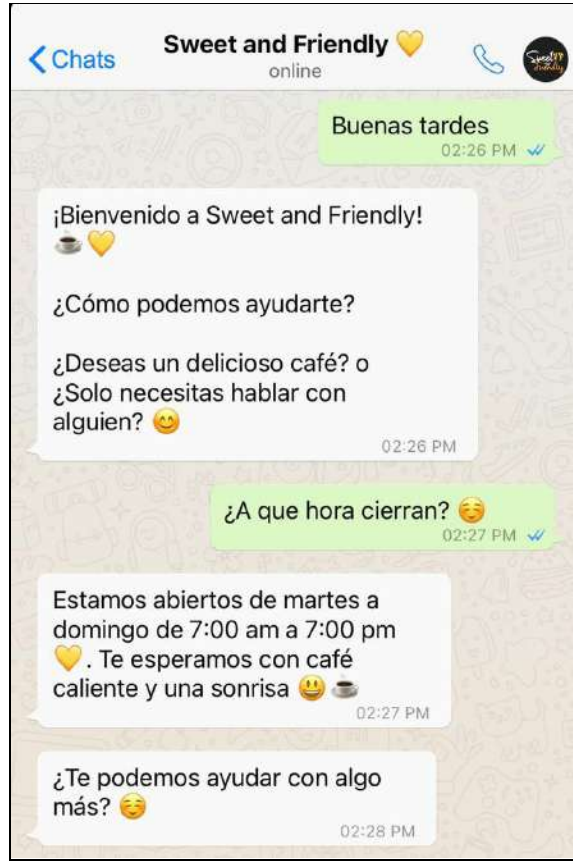 Chats
Sweet and Friendly 💛
online
Sweet
Friendly
Buenas tardes
02:26 PM
¡Bienvenido a Sweet and Friendly!
☕💛
¿Cómo podemos ayudarte?
¿Deseas un delicioso café? o
¿Solo necesitas hablar con
alguien? 😊
02:26 PM
¿A que hora cierran? ☺️
02:27 PM
Estamos abiertos de martes a
domingo de 7:00 am a 7:00 pm
💛. Te esperamos con café
caliente y una sonrisa 😃☕
02:27 PM
¿Te podemos ayudar con algo
más? ☺️
02:28 PM